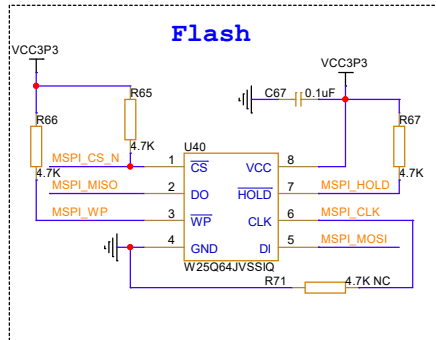 Flash
VCC3P3
VCC3P3
R65
C67
0.1uF
R66
R67
4.7K
U40
MSPI_CS_N
1
CS
VCC
8
4.7K
4.7K
MSPI_MISO
2
DO
HOLD
7
MSPI_HOLD
MSPI_WP
3
WP
CLK
6
MSPI_CLK
4
GND
DI
5
MSPI_MOSI
W25Q64JVSSIQ
R71
4.7K NC